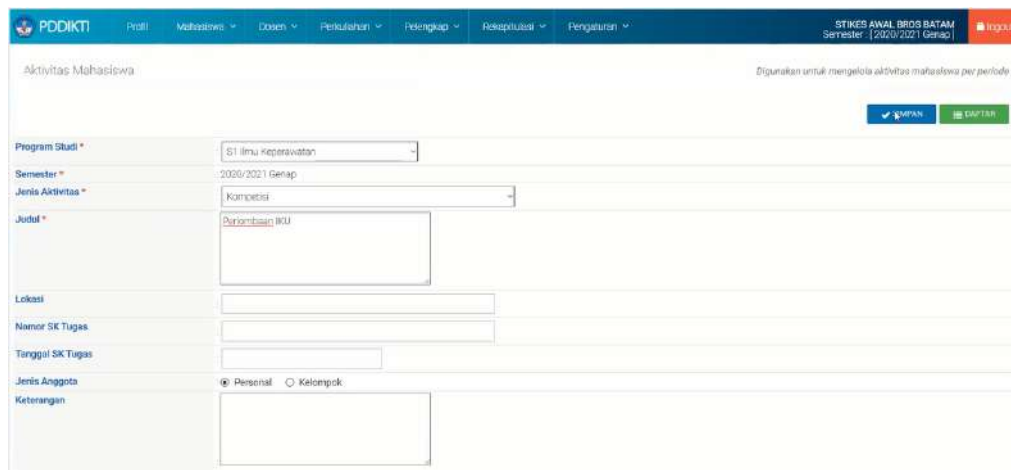 PDDIKTI Profil Mahasiswa Dosen Perkuliahan Pelengkap Rekapitulasi Pengaturan STIKES AWAL BROS BATAM logout
Semester : [ 2020/2021 Genap ]
Aktivitas Mahasiswa Digunakan untuk mengelola aktivitas mahasiswa per periode
SIMPAN DAFTAR
Program Studi * : S1 Ilmu Keperawatan
Semester * : 2020/2021 Genap
Jenis Aktivitas * : Kompetisi
Judul * : Perlombaan IKU
Lokasi :
Nomor SK Tugas :
Tanggal SK Tugas :
Jenis Anggota : Personal Kelompok
Keterangan :